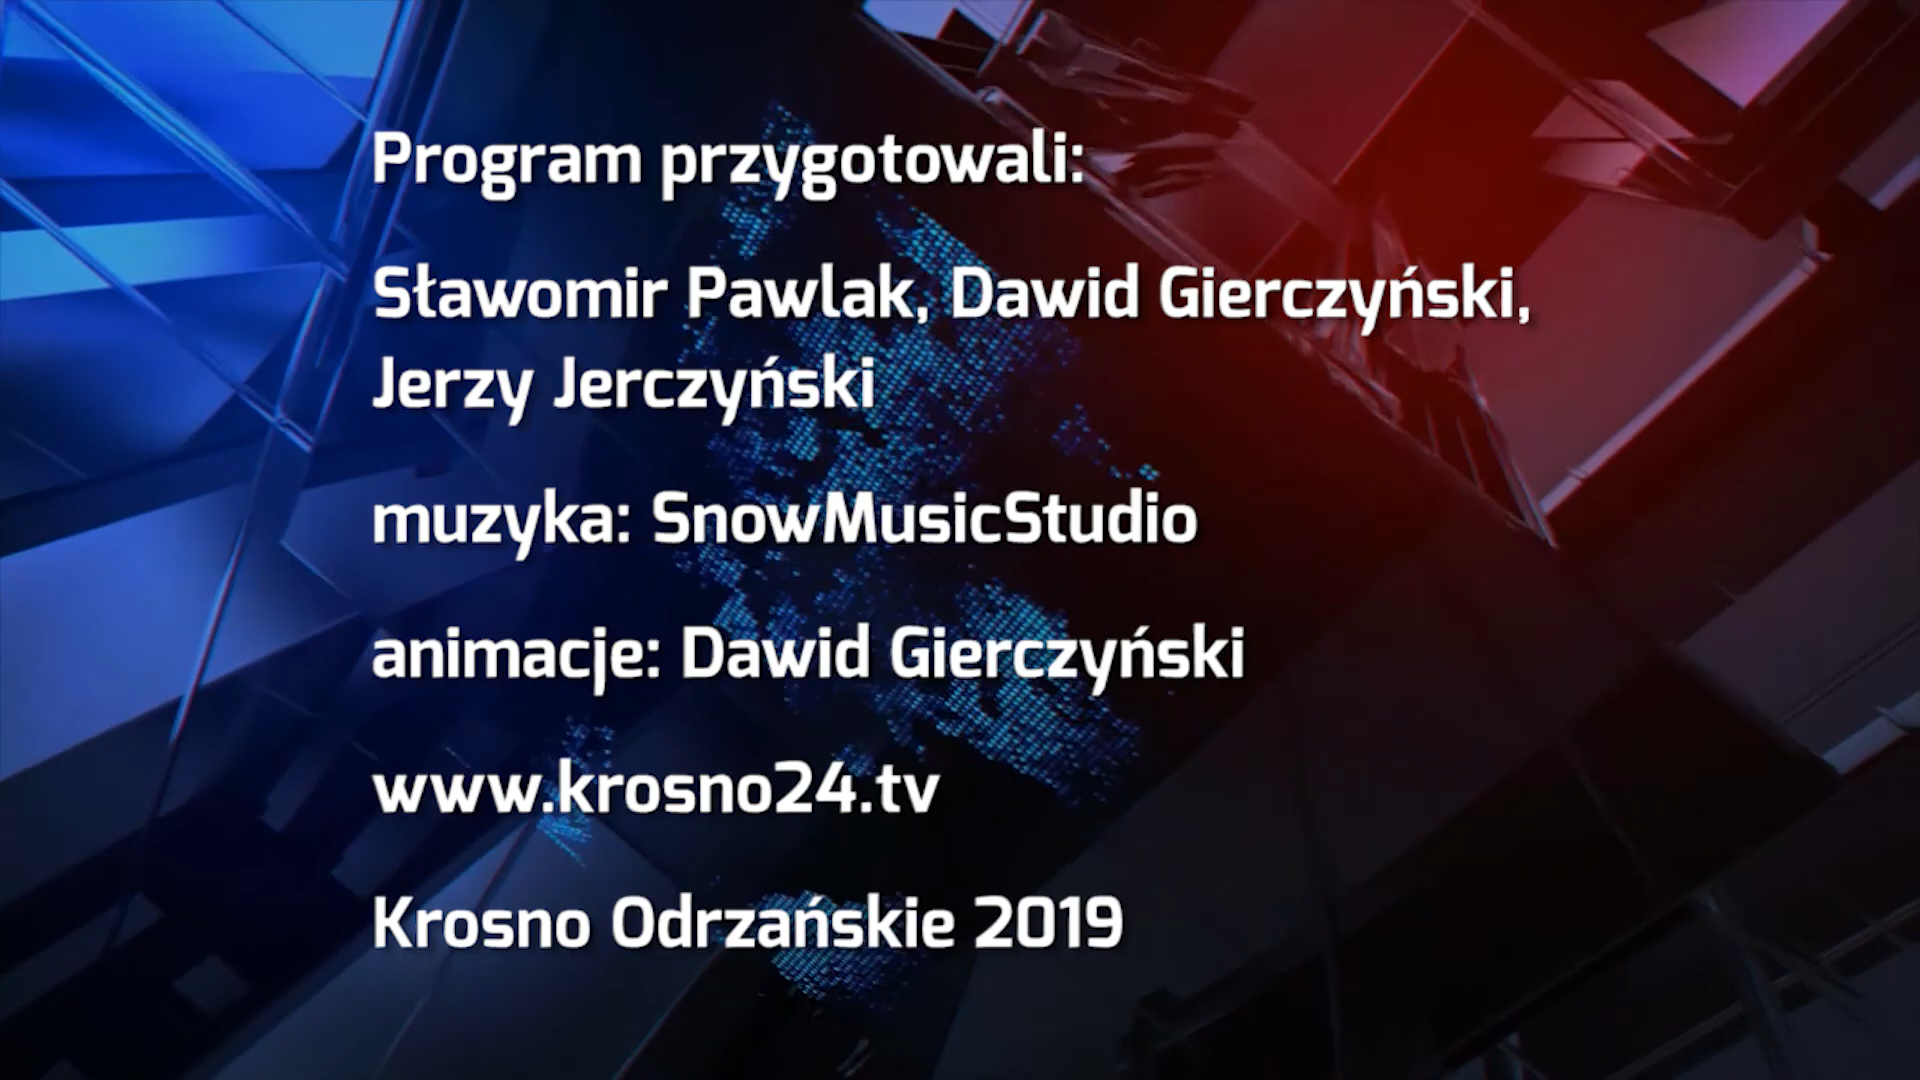 Program przygotowali:
Sławomir Pawlak, Dawid Gierczyński,
Jerzy Jerczyński
muzyka: SnowMusicStudio
animacje: Dawid Gierczyński
www.krosno24.tv
Krosno Odrzańskie 2019